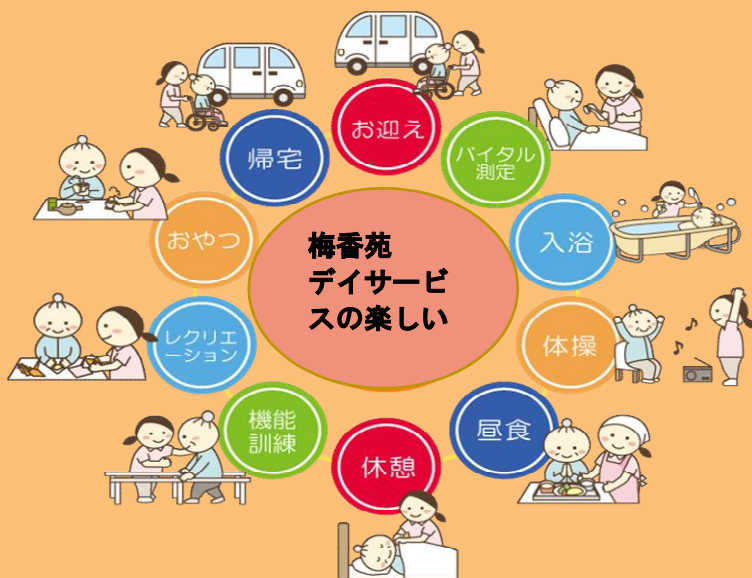 梅香苑
デイサービ
スの楽しい
お迎え
バイタル
測定
入浴
体操
昼食
休憩
機能
訓練
レクリエ
ーション
おやつ
帰宅